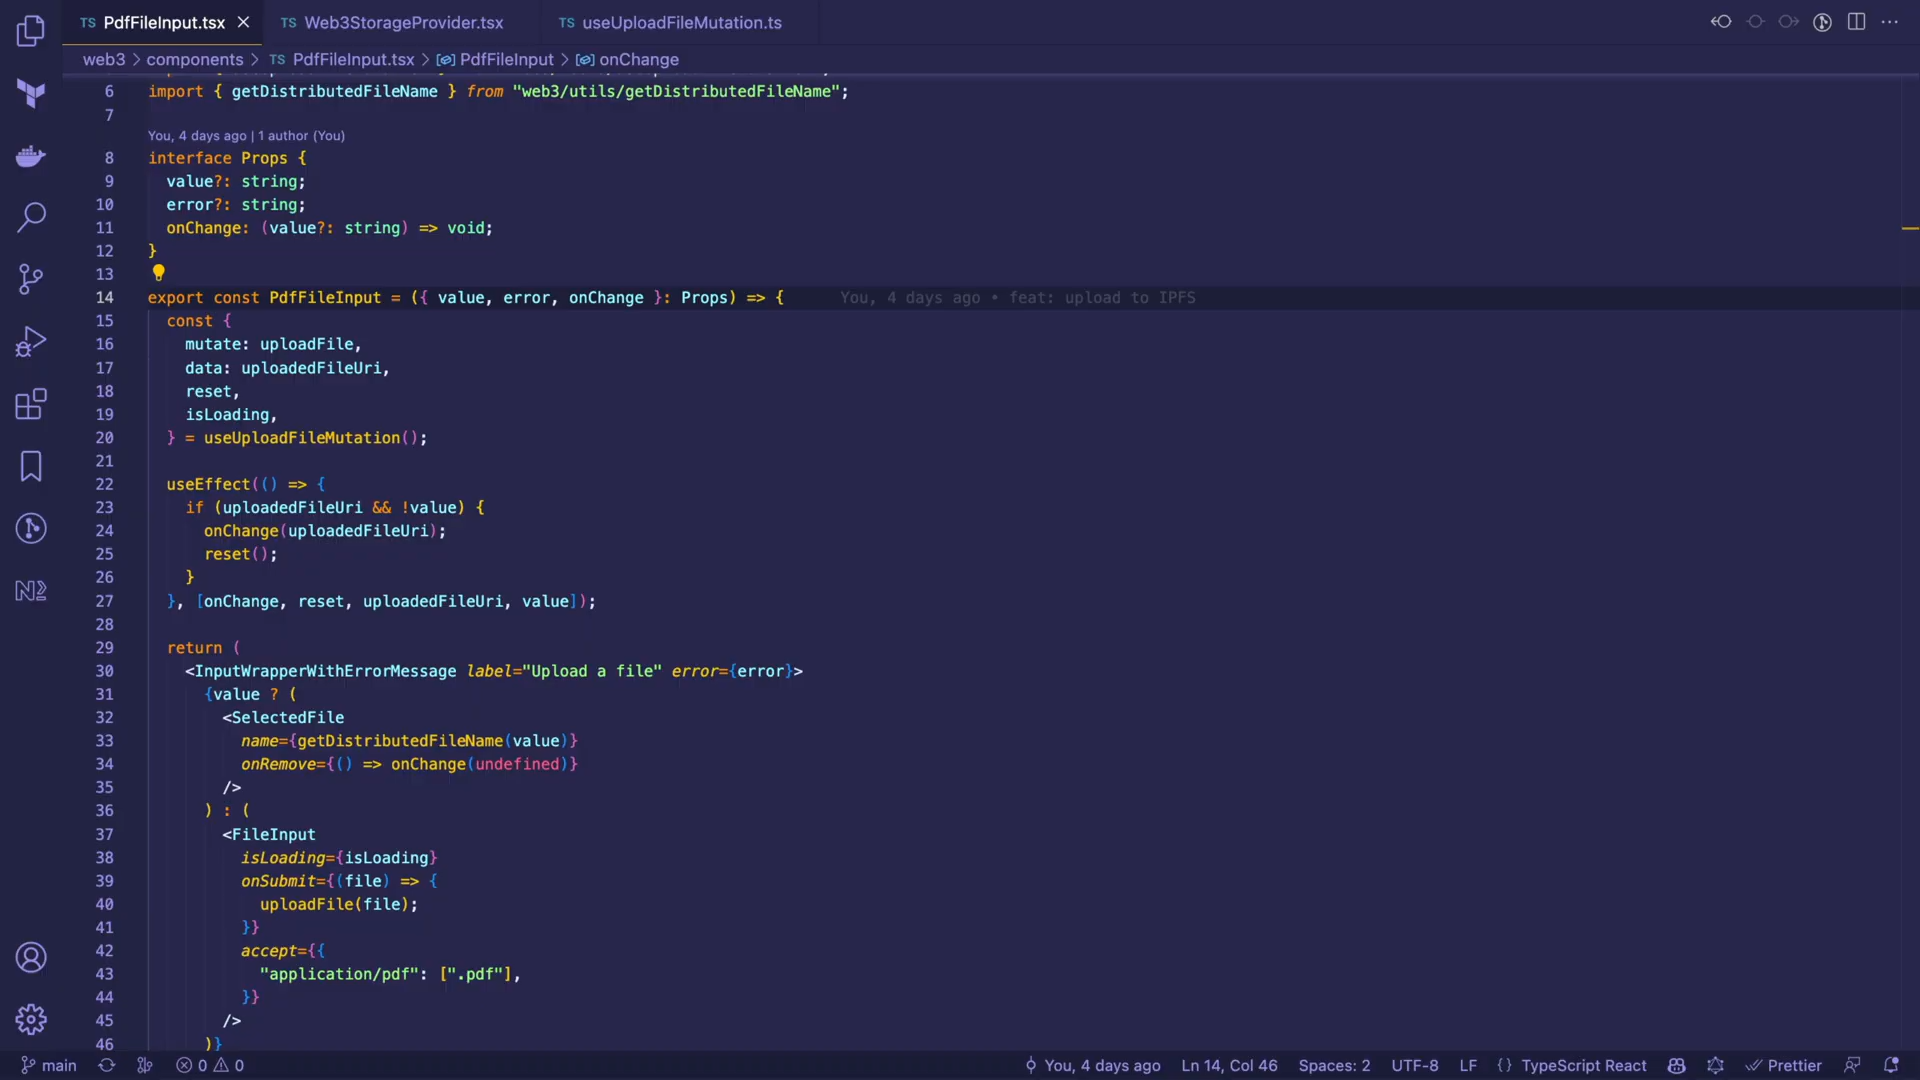 TS PdfFileInput.tsx
TS Web3StorageProvider.tsx
TS useUploadFileMutation.ts
web3 > components > TS PdfFileInput.tsx > PdfFileInput > onChange
6 import { getDistributedFileName } from "web3/utils/getDistributedFileName";
7
You, 4 days ago | 1 author (You)
8 interface Props {
9 value?: string;
10 error?: string;
11 onChange: (value?: string) => void;
12 }
13
14 export const PdfFileInput = ({ value, error, onChange }: Props) => { You, 4 days ago • feat: upload to IPFS
15 const {
16 mutate: uploadFile,
17 data: uploadedFileUri,
18 reset,
19 isLoading,
20 } = useUploadFileMutation();
21
22 useEffect(() => {
23 if (uploadedFileUri && !value) {
24 onChange(uploadedFileUri);
25 reset();
26 }
27 }, [onChange, reset, uploadedFileUri, value]);
28
29 return (
30 <InputWrapperWithErrorMessage label="Upload a file" error={error}>
31 {value ? (
32 <SelectedFile
33 name={getDistributedFileName(value)}
34 onRemove={() => onChange(undefined)}
35 />
36 ) : (
37 <FileInput
38 isLoading={isLoading}
39 onSubmit={(file) => {
40 uploadFile(file);
41 }}
42 accept={{
43 "application/pdf": [".pdf"],
44 }}
45 />
46 )}
main 0 0 You, 4 days ago Ln 14, Col 46 Spaces: 2 UTF-8 LF {} TypeScript React Prettier